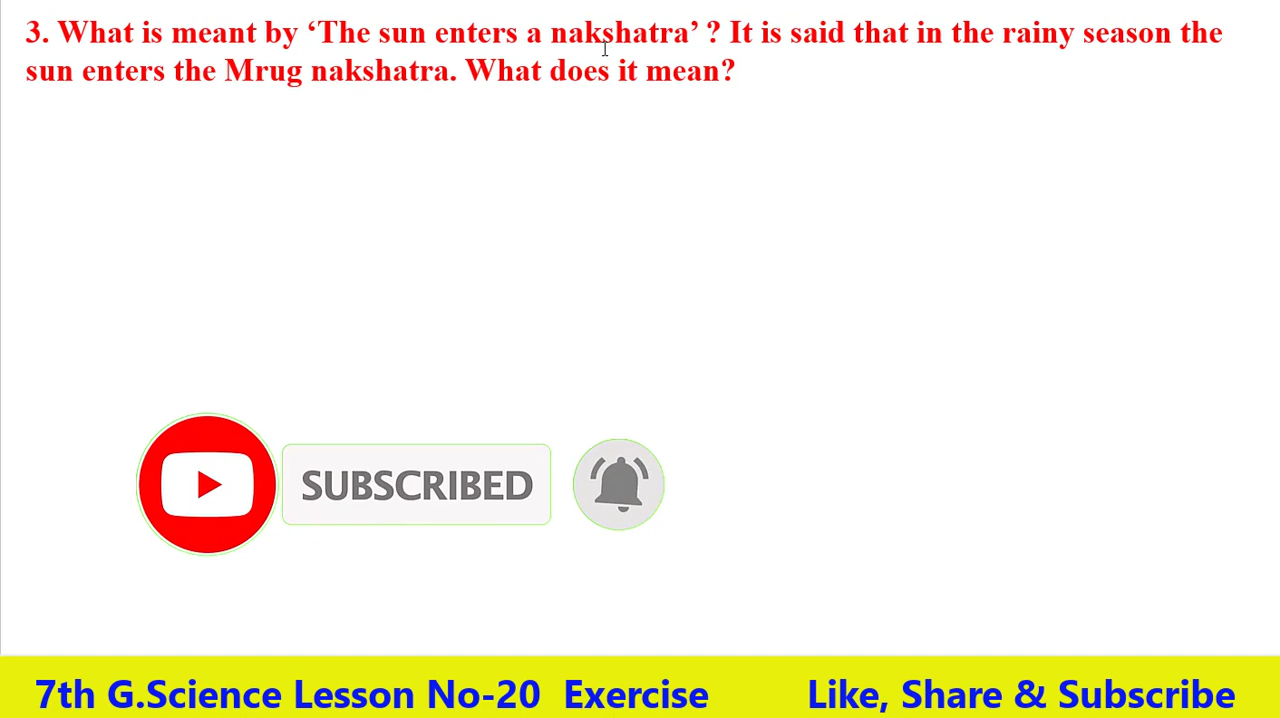 3. What is meant by ‘The sun enters a nakshatra’ ? It is said that in the rainy season the
sun enters the Mrug nakshatra. What does it mean?
SUBSCRIBED
7th G.Science Lesson No-20 Exercise Like, Share & Subscribe